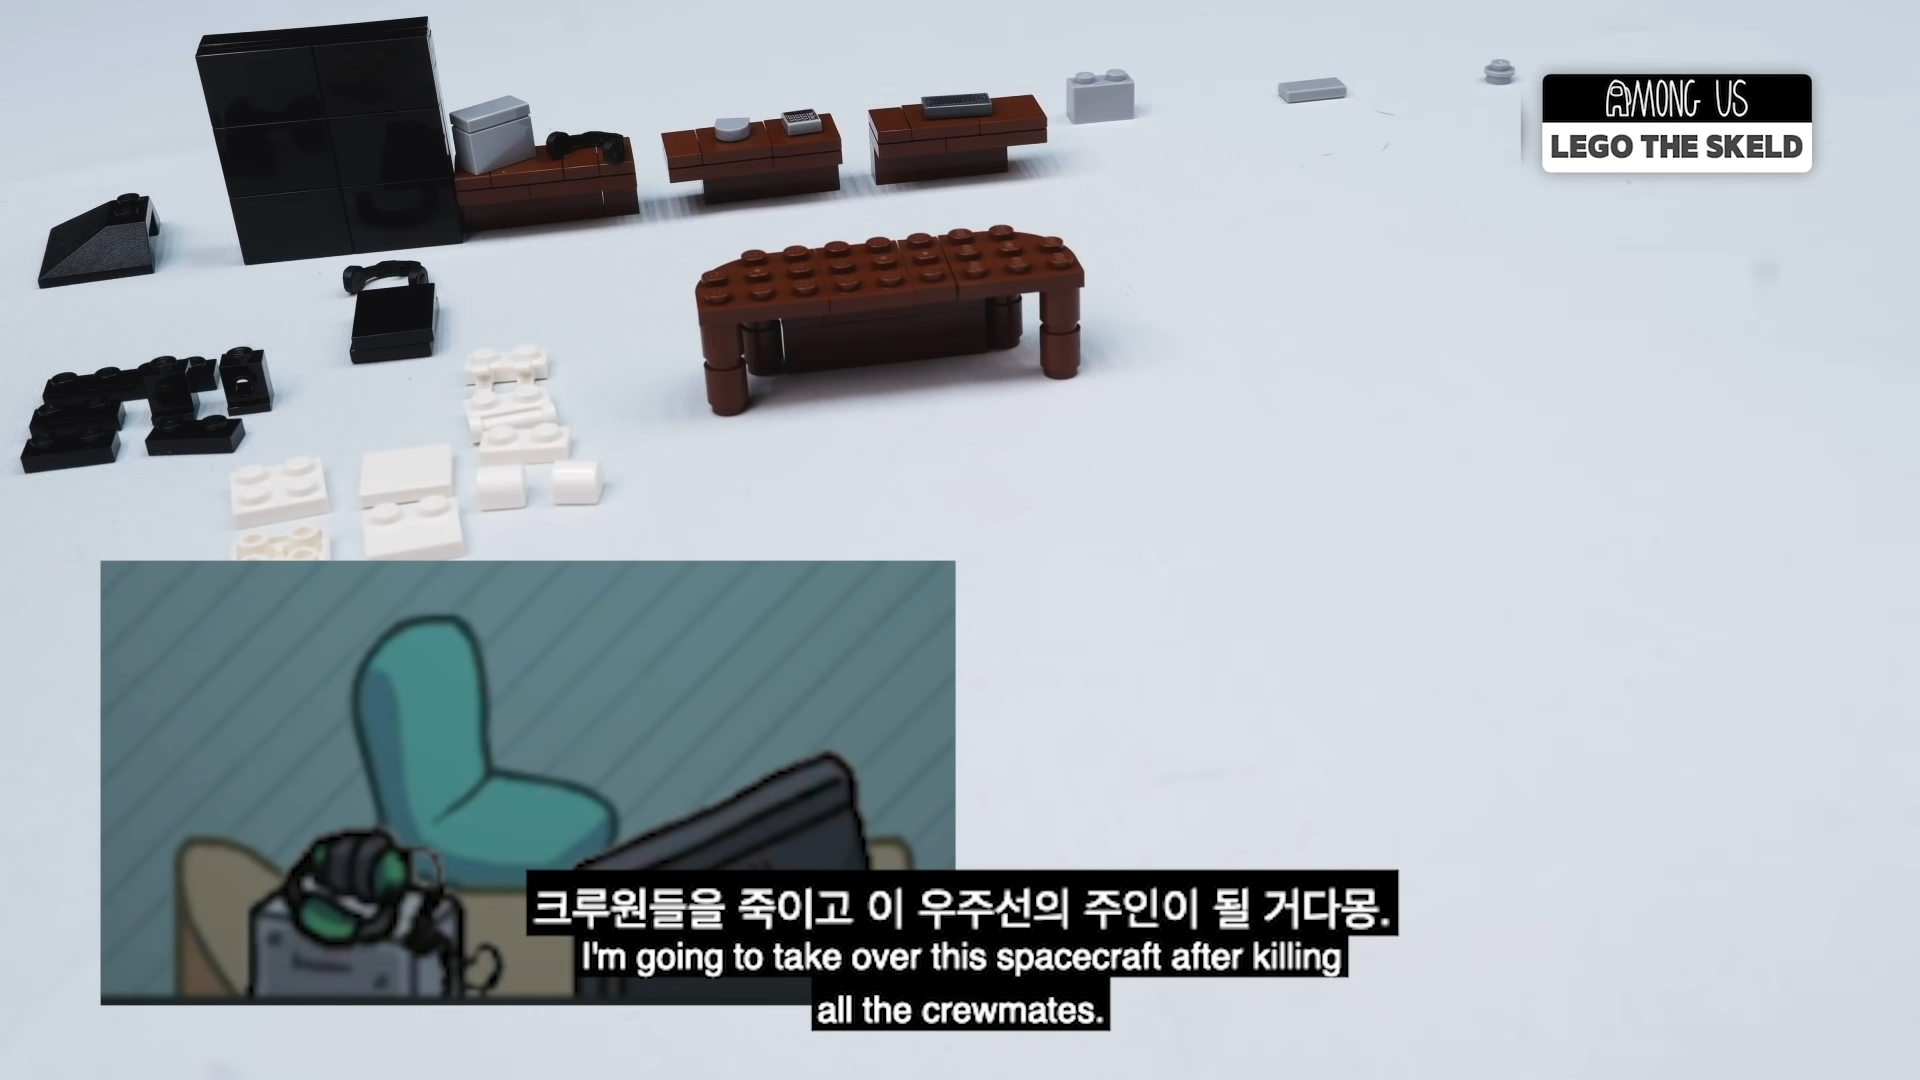 AMONG US
LEGO THE SKELD
크루원들을 죽이고 이 우주선의 주인이 될 거다몽.
I'm going to take over this spacecraft after killing
all the crewmates.